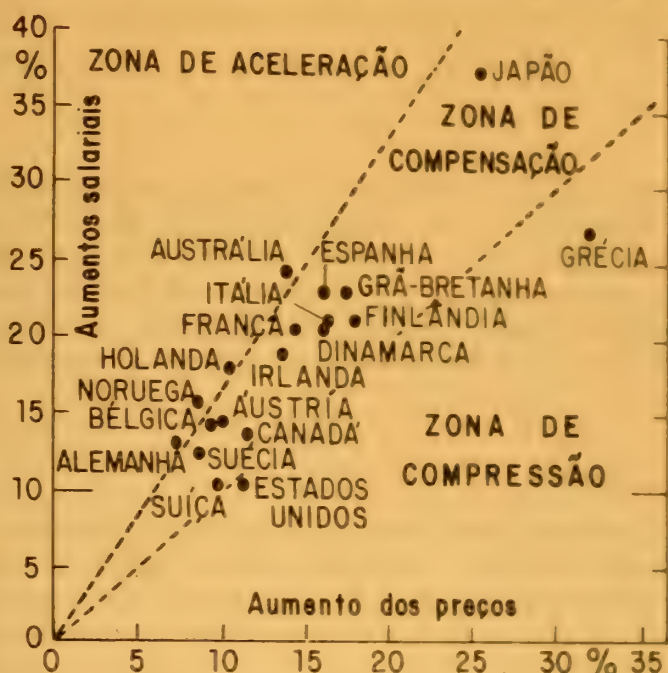 40
%
35
30
25
20
15
10
5
0
Aumentos salariais
ZONA DE ACELERAÇÃO
JAPÃO
ZONA DE
COMPENSAÇÃO
AUSTRÁLIA
ESPANHA
GRÉCIA
ITÁLIA
GRÃ-BRETANHA
FRANÇA
FINLÂNDIA
DINAMARCA
HOLANDA
IRLANDA
NORUEGA
ÁUSTRIA
BÉLGICA
CANADÁ
ZONA DE
COMPRESSÃO
ALEMANHA
SUÉCIA
SUÍÇA
ESTADOS
UNIDOS
Aumento dos preços
0 5 10 15 20 25 30 % 35